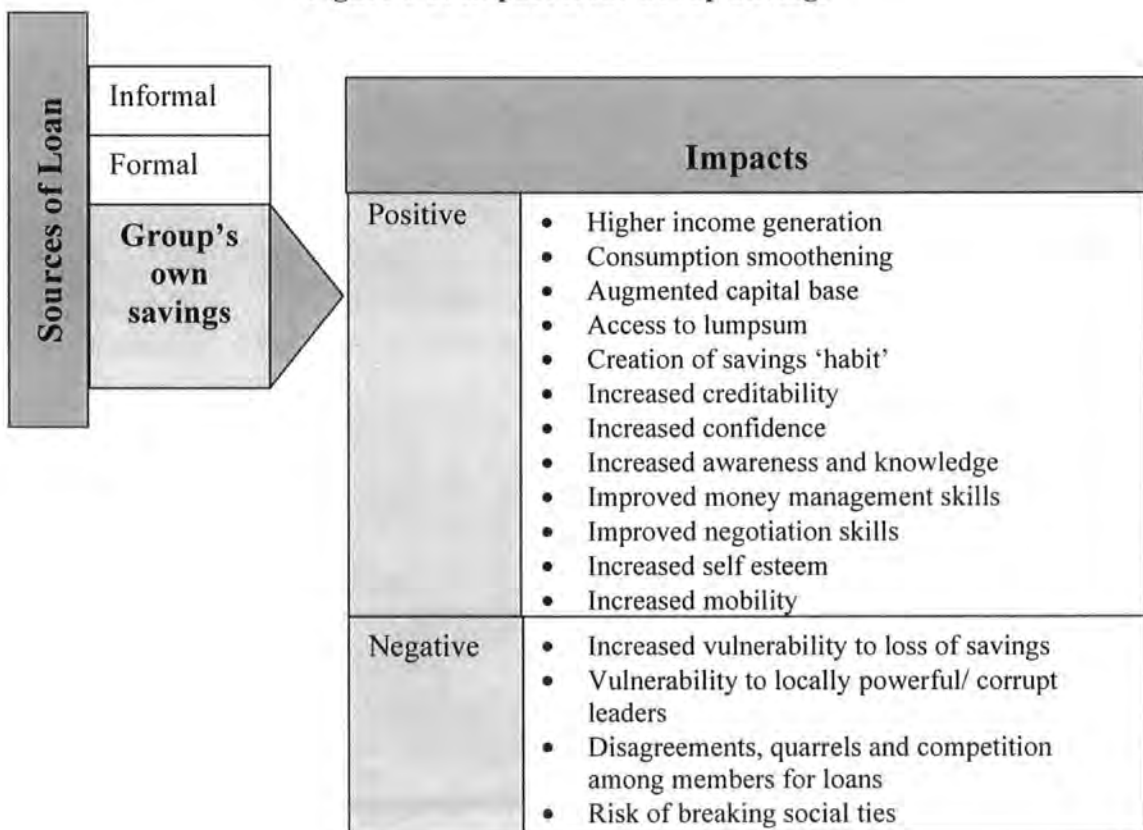 Sources of Loan
Informal
Formal
Group's
own
savings
Impacts
Positive
• Higher income generation
• Consumption smoothening
• Augmented capital base
• Access to lumpsum
• Creation of savings ‘habit’
• Increased creditability
• Increased confidence
• Increased awareness and knowledge
• Improved money management skills
• Improved negotiation skills
• Increased self esteem
• Increased mobility
Negative
• Increased vulnerability to loss of savings
• Vulnerability to locally powerful/ corrupt
leaders
• Disagreements, quarrels and competition
among members for loans
• Risk of breaking social ties